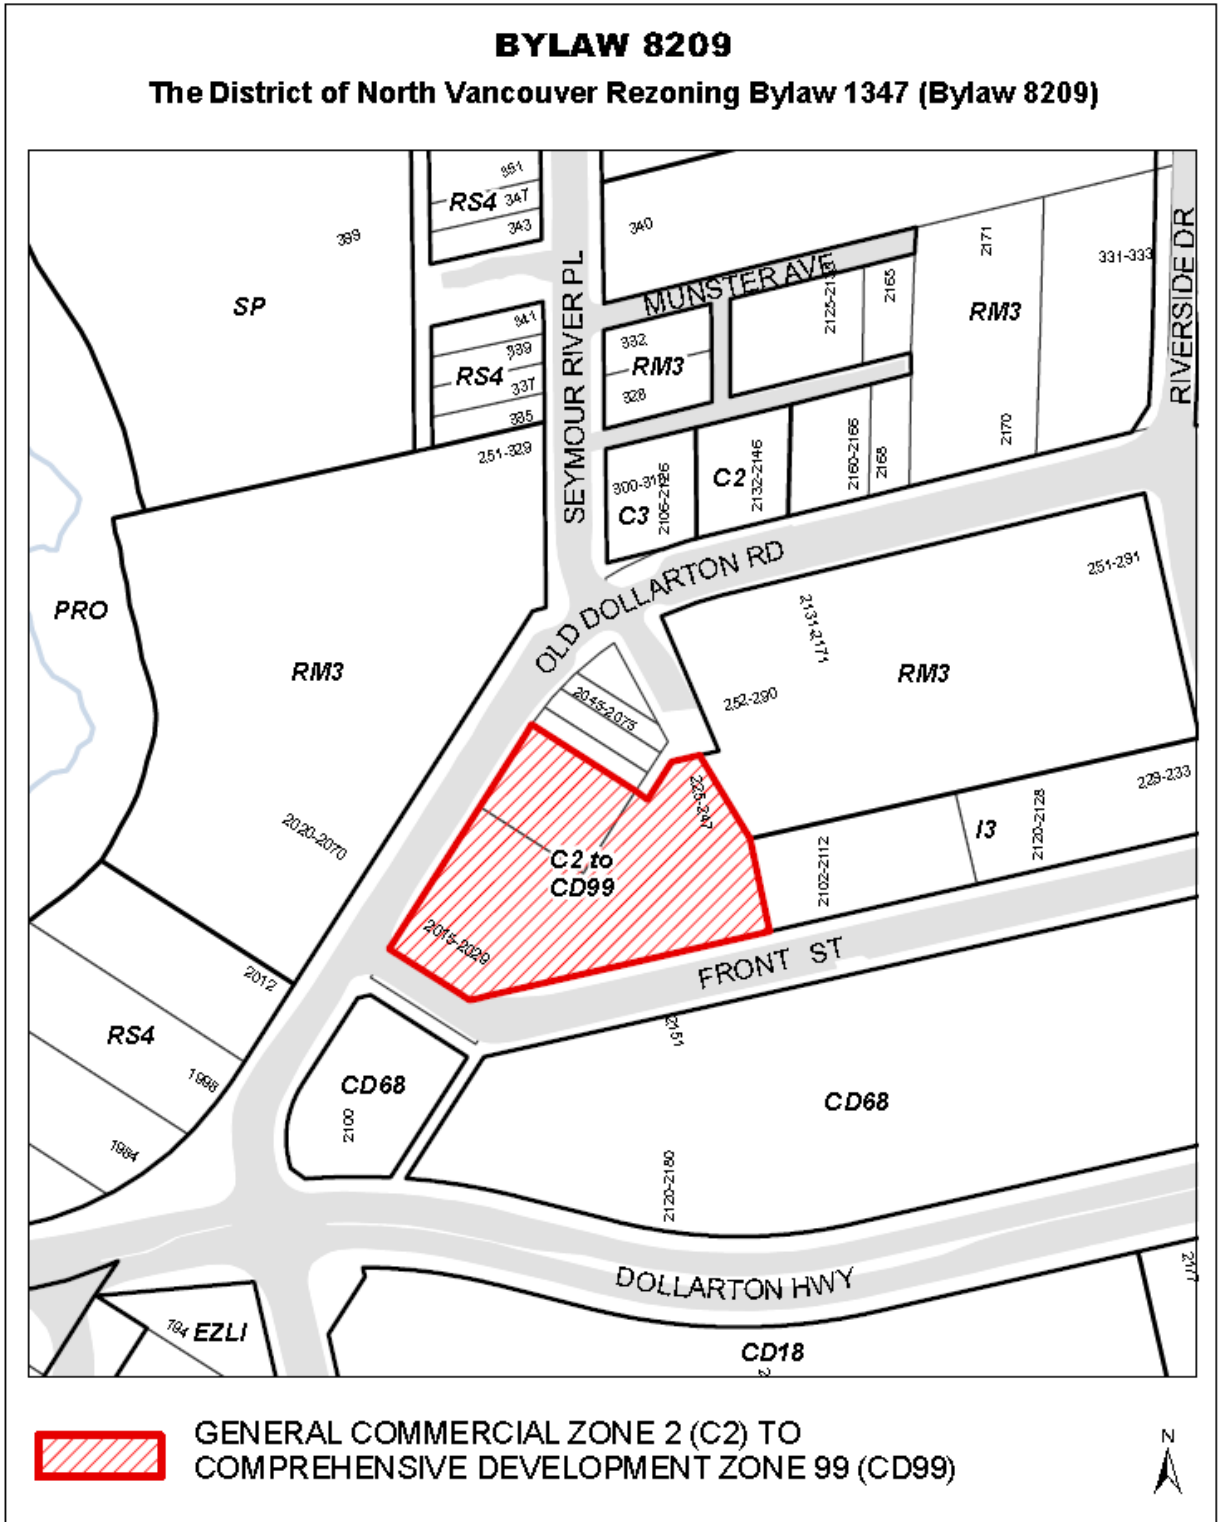 BYLAW 8209
The District of North Vancouver Rezoning Bylaw 1347 (Bylaw 8209)
351
RS4 347
343
399
SP
340
MUNSTER AVE
2165
2171
331-333
RIVERSIDE DR
RM3
SEYMOUR RIVER PL
341
339
RS4
337
335
251-329
332
RM3
328
2170
300-
C3
C2
2132-2146
2160-2166
2168
OLD DOLLARTON RD
251-291
2131-2171
PRO
RM3
RM3
252-290
2045-2075
225-247
229-233
I3
2120-2128
2102-2112
2020-2070
C2 to
CD99
2015-2029
FRONT ST
2012
RS4
1998
1984
2151
CD68
2100
CD68
2120-2180
DOLLARTON HWY
2177
194 EZLI
CD18
GENERAL COMMERCIAL ZONE 2 (C2) TO
COMPREHENSIVE DEVELOPMENT ZONE 99 (CD99)
N